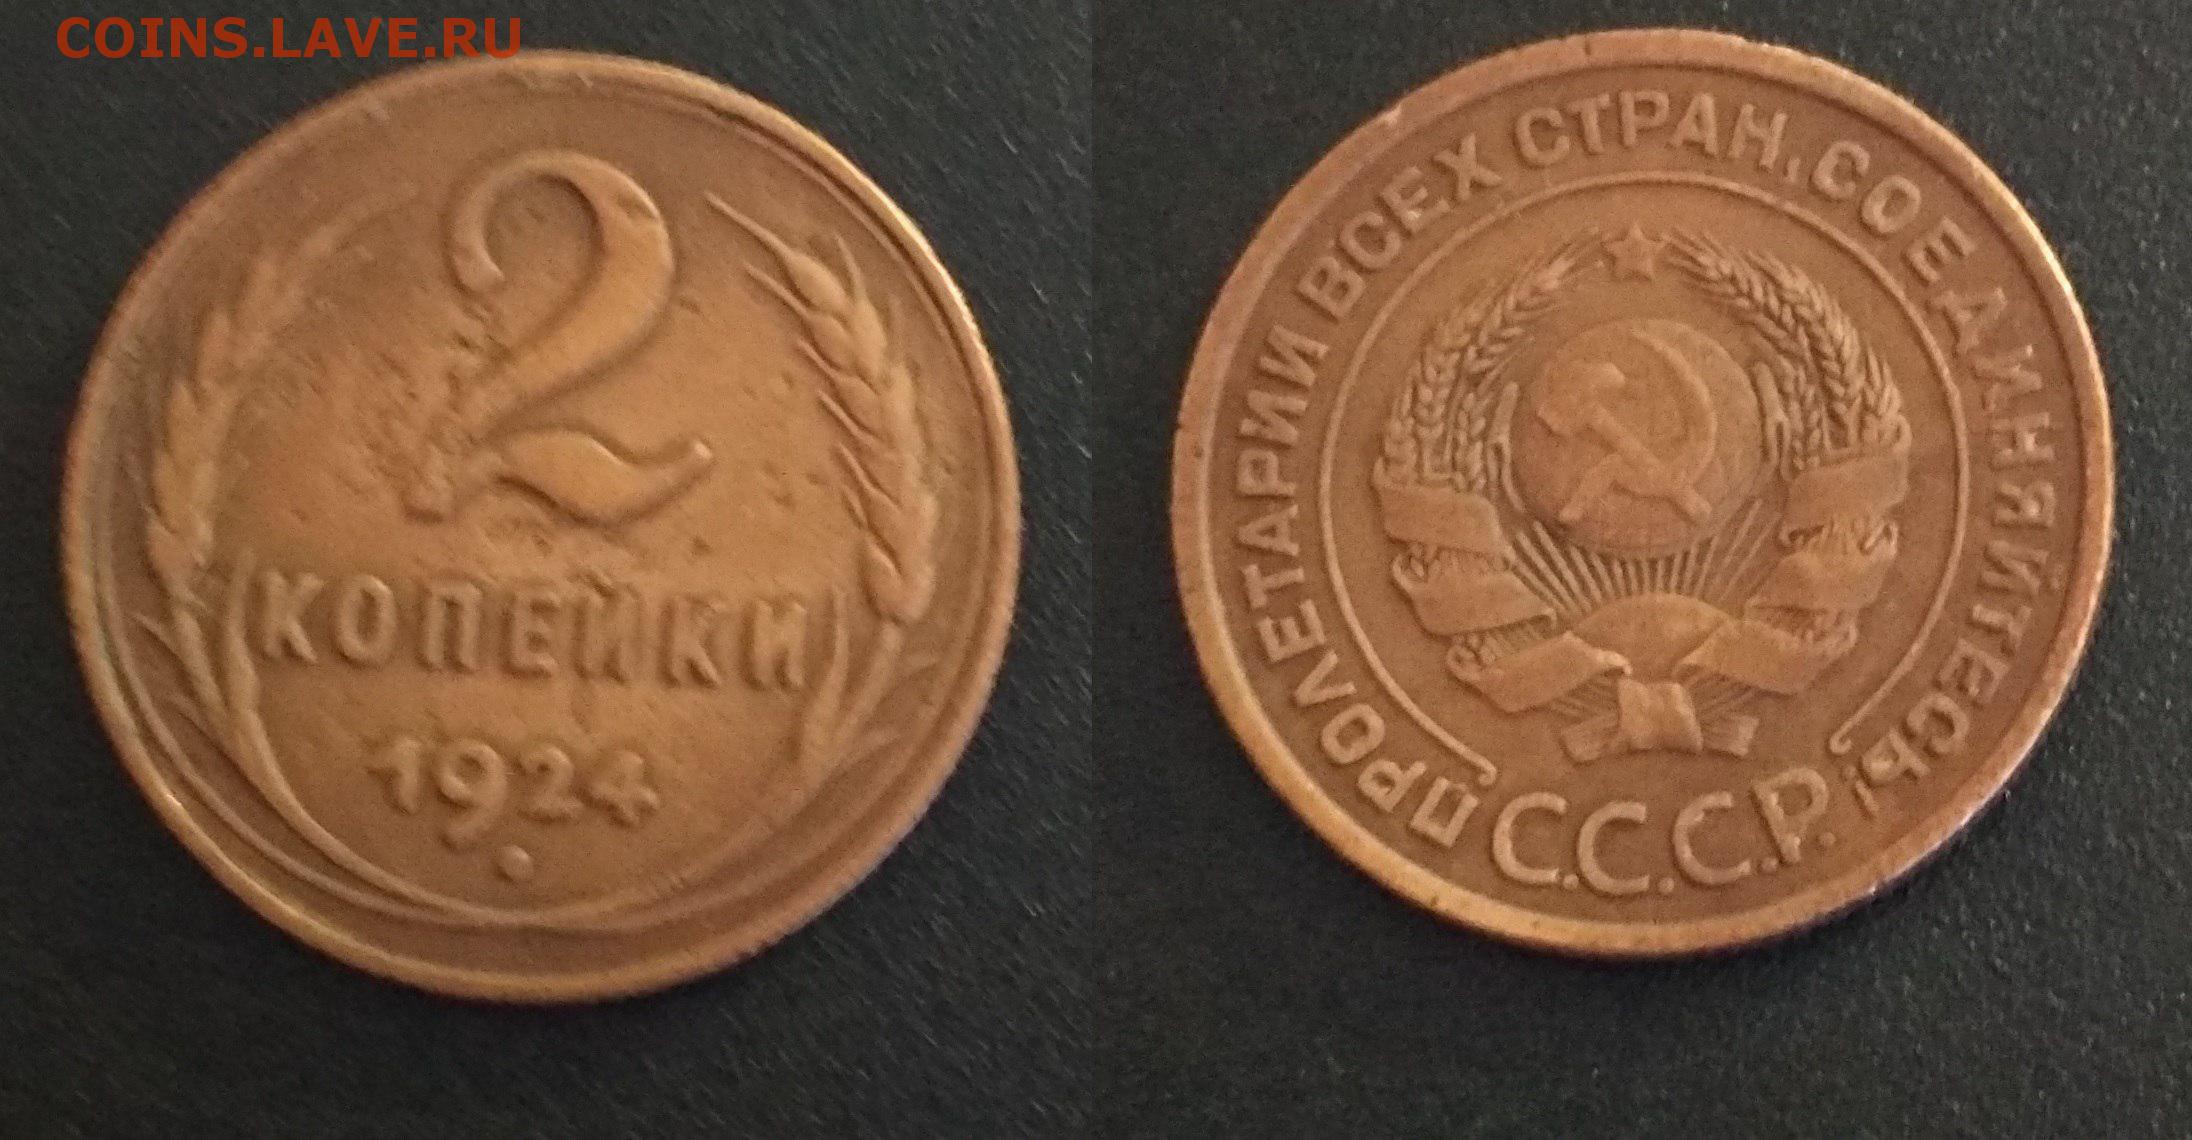 COINS.LAVE.RU
2
КОПЕЙКИ
1924
ПРОЛЕТАРИИ ВСЕХ СТРАН, СОЕДИНЯЙТЕСЬ!
С.С.С.Р.